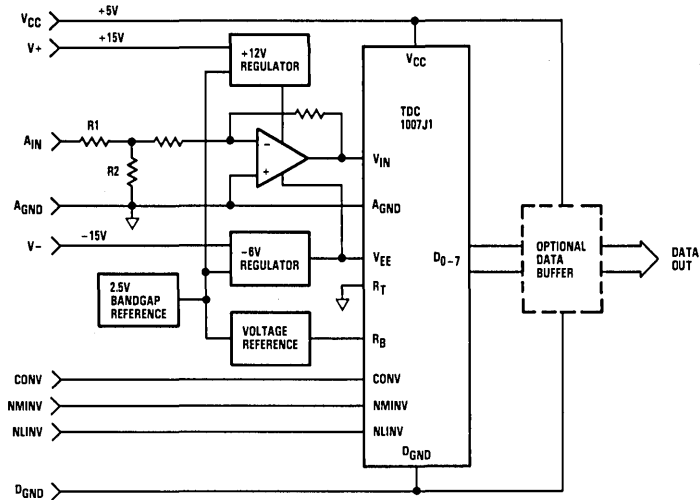 VCC +5V
V+ +15V
+12V
REGULATOR
VCC
TDC
1007J1
AIN R1
R2
−
+
VIN
AGND
AGND
V− −15V
−6V
REGULATOR
VEE
D0−7
OPTIONAL
DATA
BUFFER
DATA
OUT
2.5V
BANDGAP
REFERENCE
RT
VOLTAGE
REFERENCE
RB
CONV
CONV
NMINV
NMINV
NLINV
NLINV
DGND
DGND